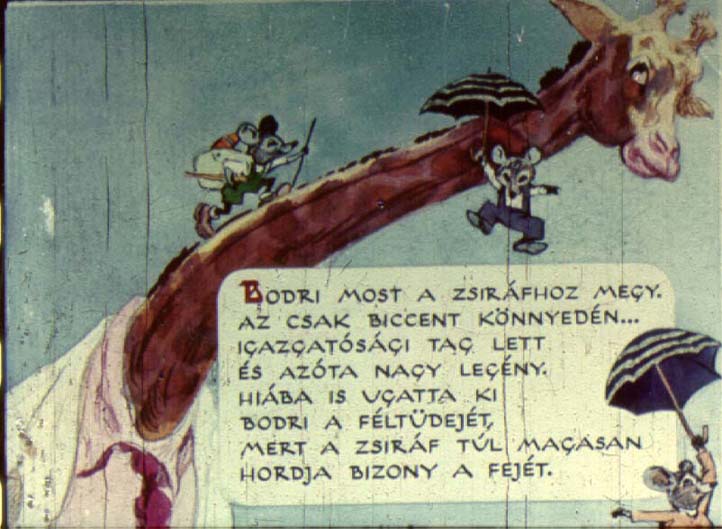 BODRI MOST A ZSIRÁFHOZ MEGY.
AZ CSAK BICCENT KÖNNYEDÉN...
IGAZGATÓSÁGI TAG LETT
ÉS AZÓTA NAGY LEGÉNY.
HIÁBA IS UGATTA KI
BODRI A FÉLTÜDEJÉT,
MERT A ZSIRÁF TÚL MAGASAN
HORDJA BIZONY A FEJÉT.